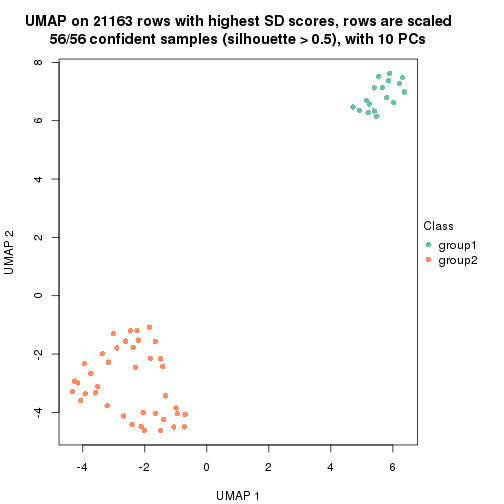 UMAP on 21163 rows with highest SD scores, rows are scaled
56/56 confident samples (silhouette > 0.5), with 10 PCs
8
6
4
2
0
-2
-4
UMAP 2
-4
-2
0
2
4
6
UMAP 1
Class
group1
group2